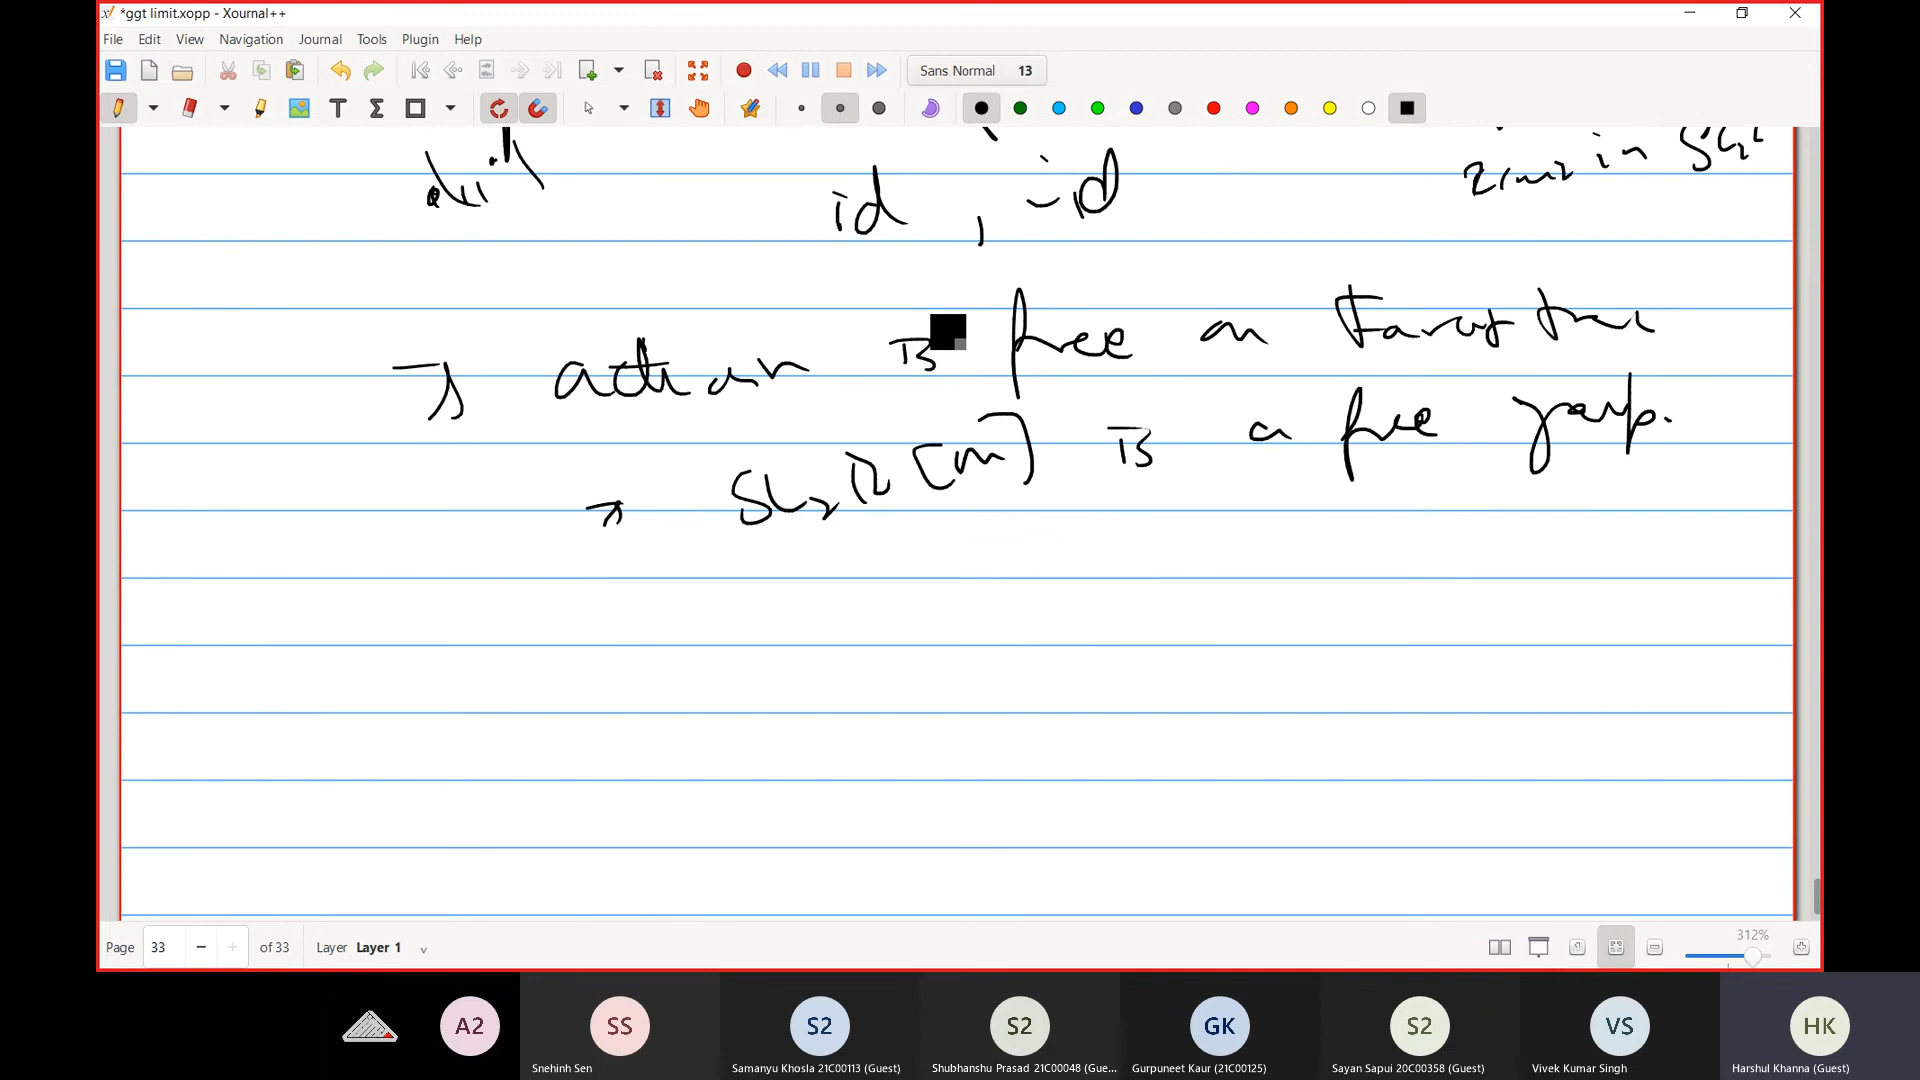 *ggt limit.xopp - Xournal++
File Edit View Navigation Journal Tools Plugin Help
Sans Normal 13
id , -id
in SL2Z
→ action is free on Farey tree
→ SL2Z[m] is a free group.
Page 33 of 33 Layer Layer 1
312%
A2 SS S2 S2 GK S2 VS HK
Snehinh Sen Samanyu Khosla 21C00113 (Guest) Shubhanshu Prasad 21C00048 (Gue... Gurpuneet Kaur (21C00125) Sayan Sapui 20C00358 (Guest) Vivek Kumar Singh Harshul Khanna (Guest)